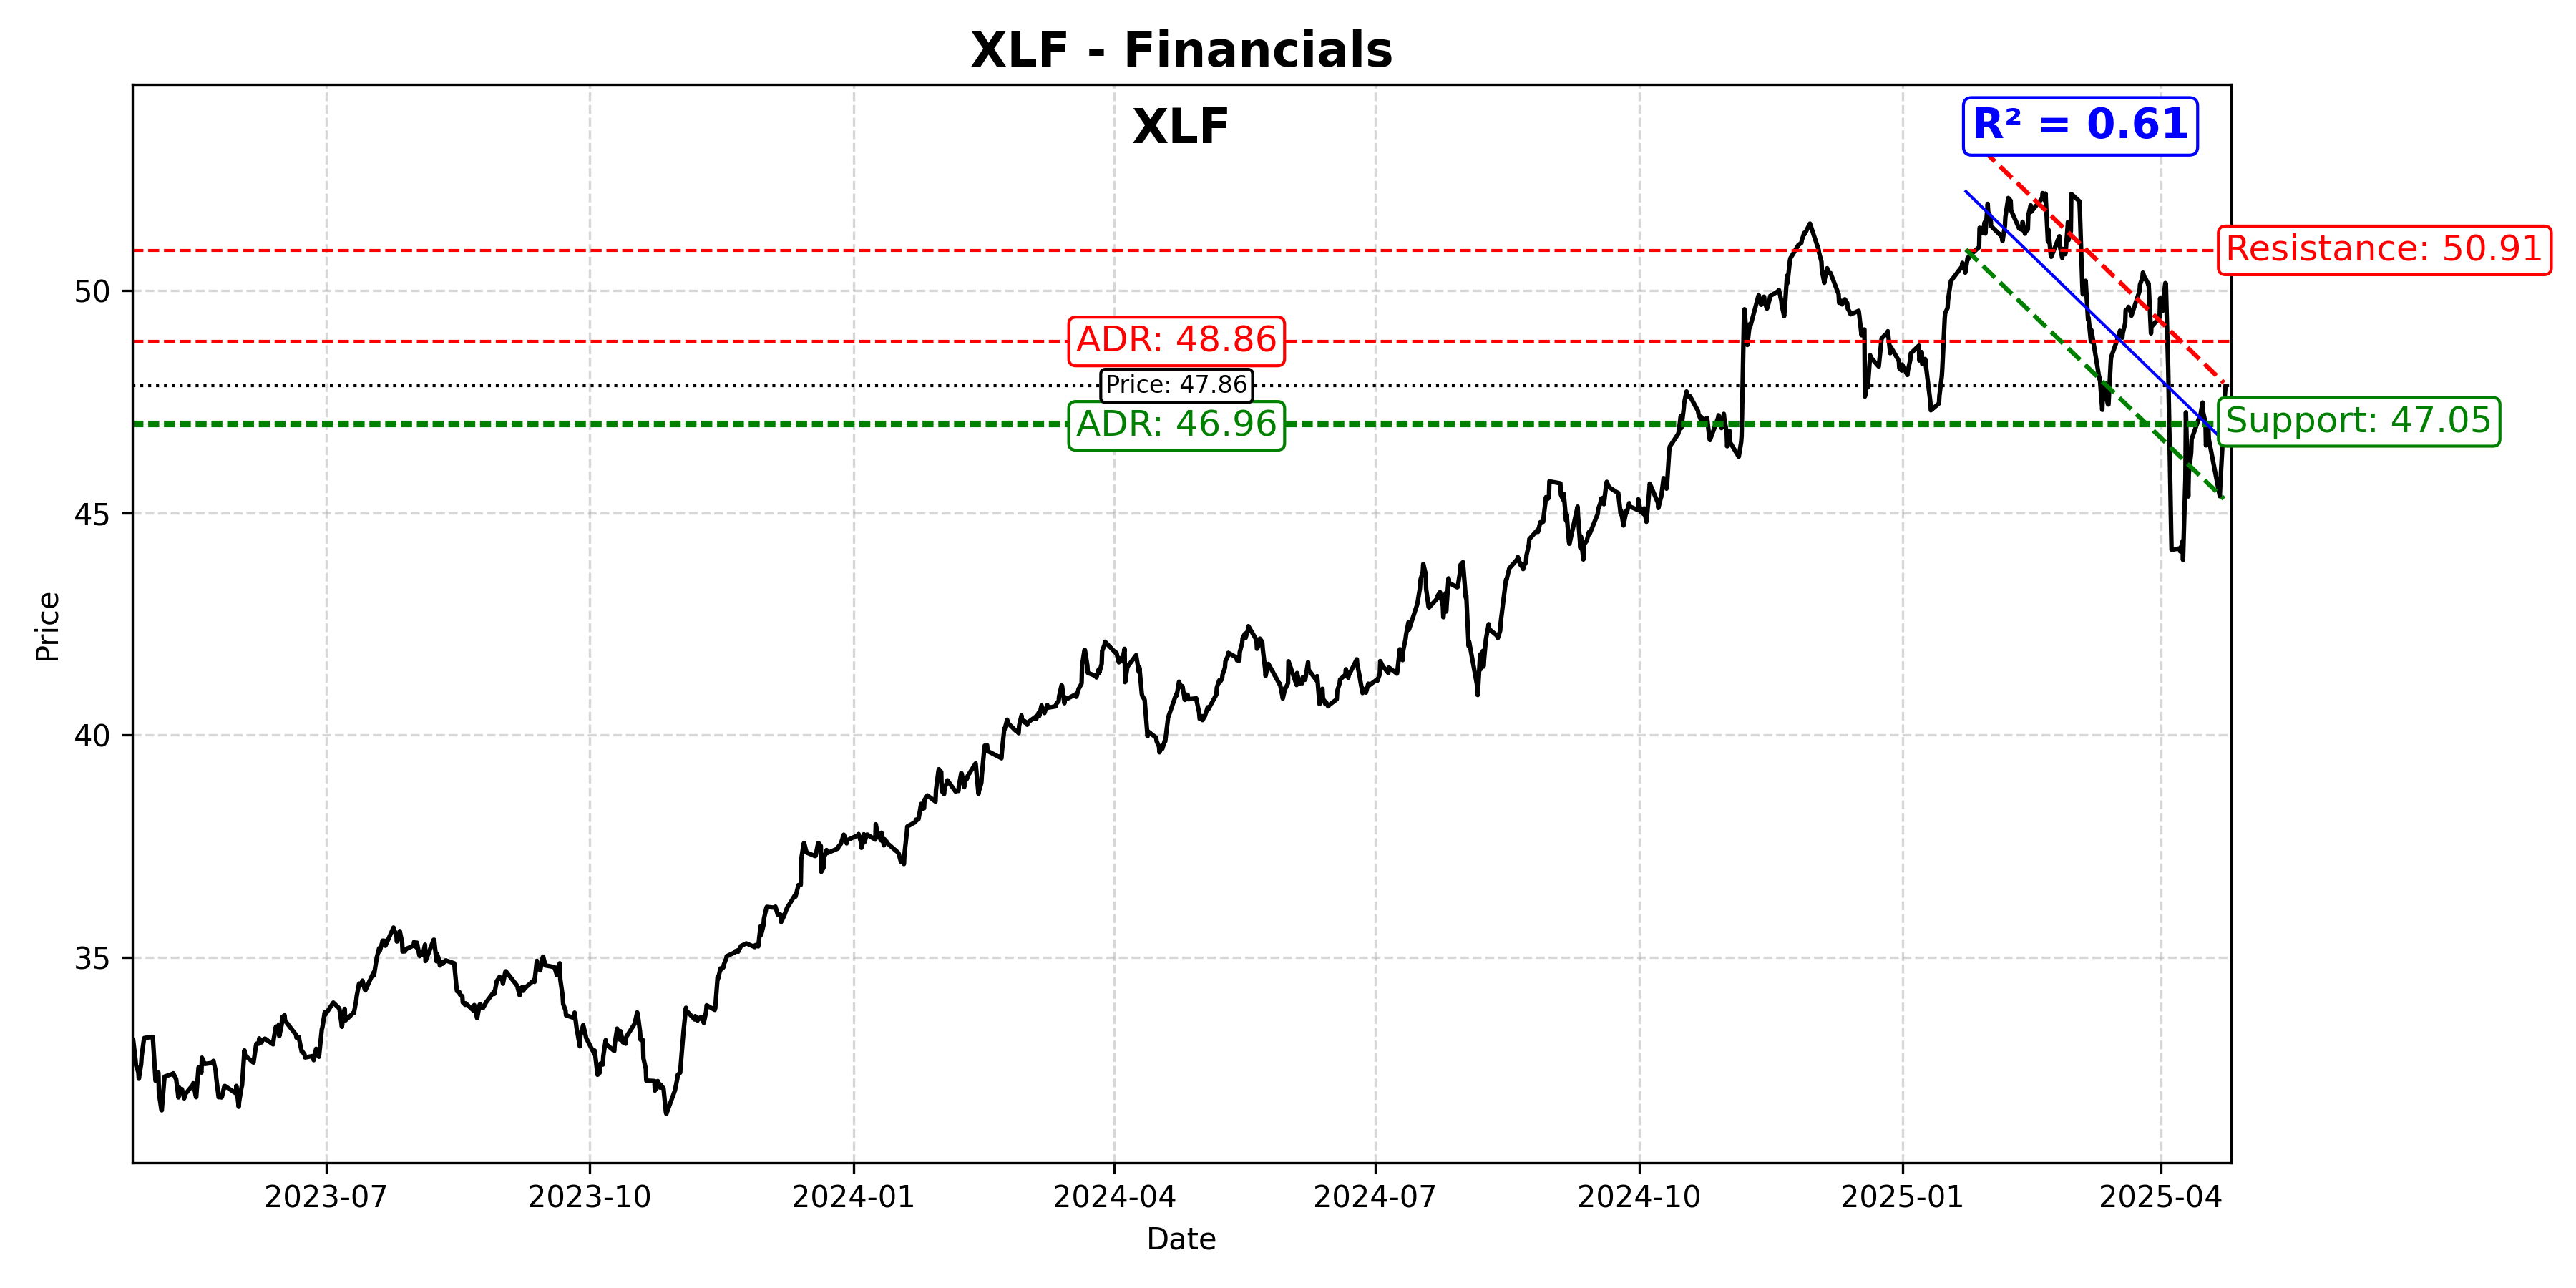 XLF - Financials
XLF
R² = 0.61
Resistance: 50.91
ADR: 48.86
Price: 47.86
ADR: 46.96
Support: 47.05
50
45
40
35
Price
2023-07
2023-10
2024-01
2024-04
2024-07
2024-10
2025-01
2025-04
Date